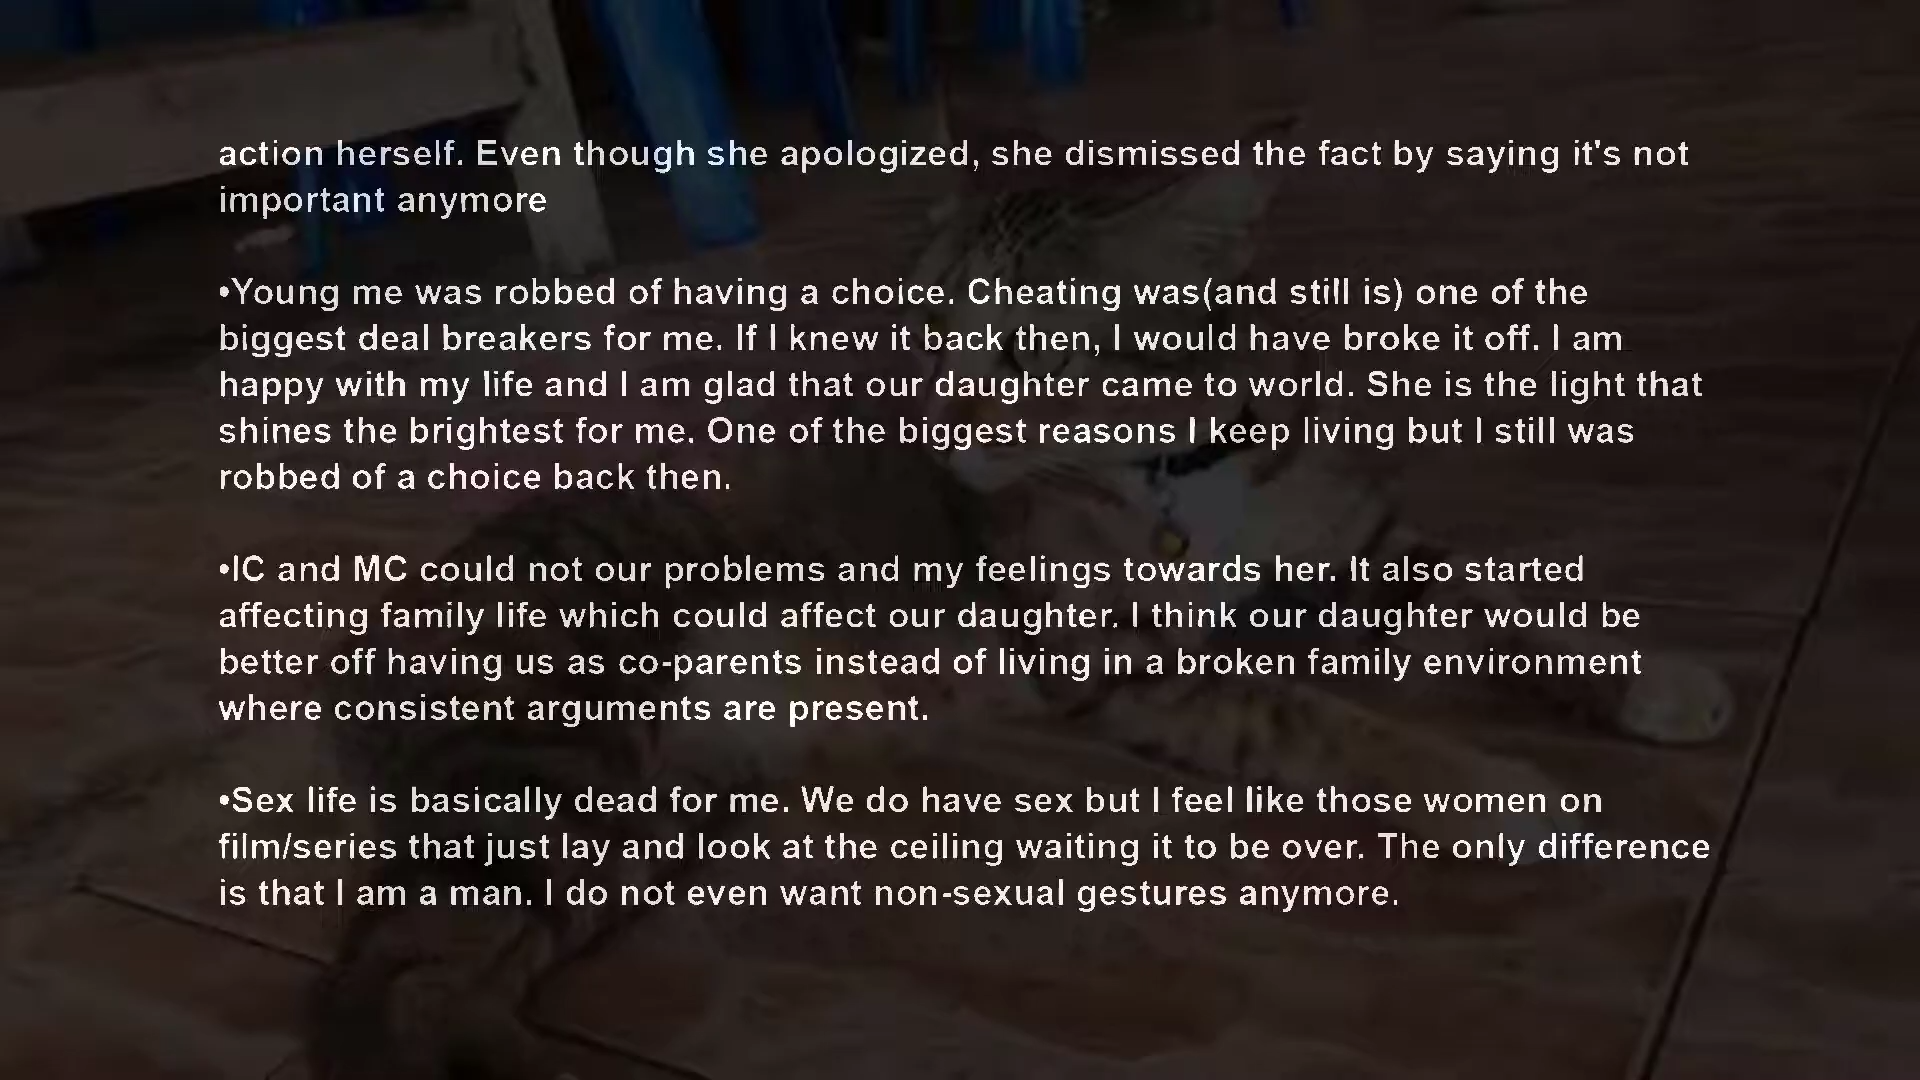 action herself. Even though she apologized, she dismissed the fact by saying it's not
important anymore
•Young me was robbed of having a choice. Cheating was(and still is) one of the
biggest deal breakers for me. If I knew it back then, I would have broke it off. I am
happy with my life and I am glad that our daughter came to world. She is the light that
shines the brightest for me. One of the biggest reasons I keep living but I still was
robbed of a choice back then.
•IC and MC could not our problems and my feelings towards her. It also started
affecting family life which could affect our daughter. I think our daughter would be
better off having us as co-parents instead of living in a broken family environment
where consistent arguments are present.
•Sex life is basically dead for me. We do have sex but I feel like those women on
film/series that just lay and look at the ceiling waiting it to be over. The only difference
is that I am a man. I do not even want non-sexual gestures anymore.